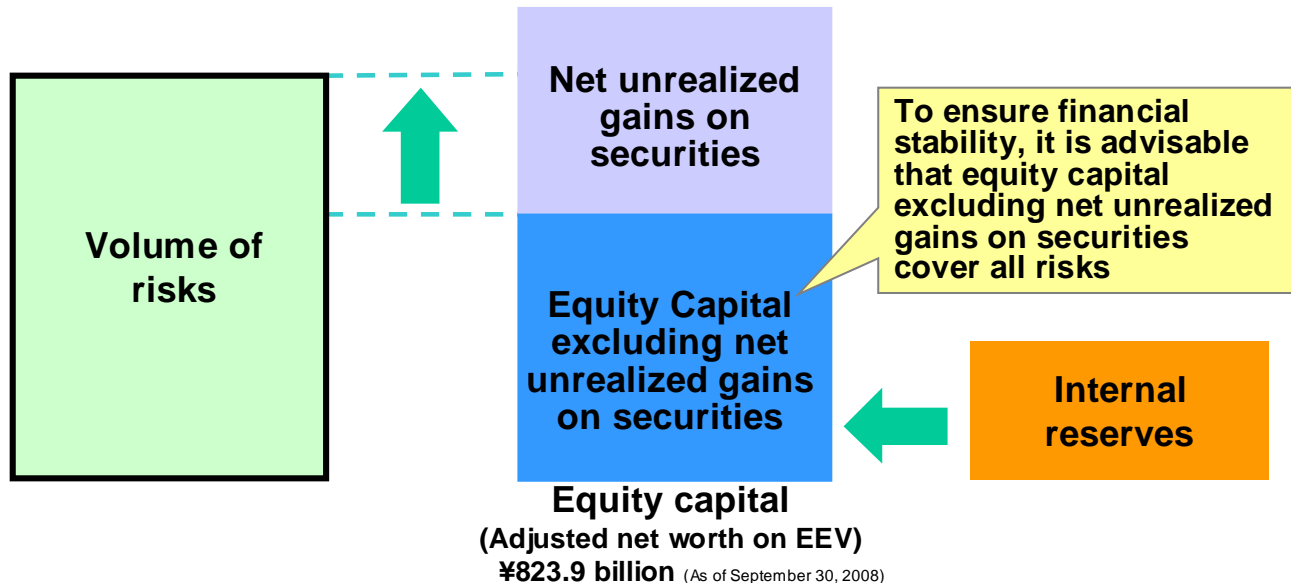 Volume of
risks
Net unrealized
gains on
securities
Equity Capital
excluding net
unrealized gains
on securities
To ensure financial
stability, it is advisable
that equity capital
excluding net unrealized
gains on securities
cover all risks
Internal
reserves
Equity capital
(Adjusted net worth on EEV)
¥823.9 billion (As of September 30, 2008)